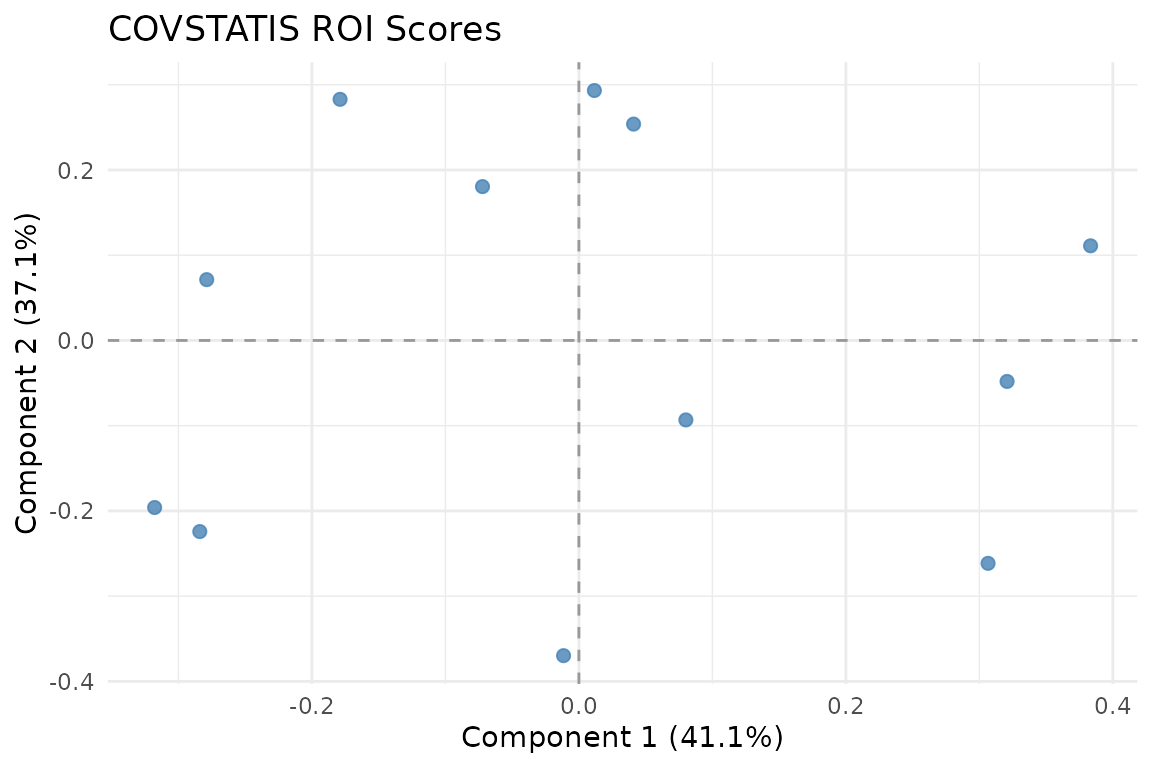 COVSTATIS ROI Scores
Component 2 (37.1%)
0.2
0.0
-0.2
-0.4
-0.2
0.0
0.2
0.4
Component 1 (41.1%)